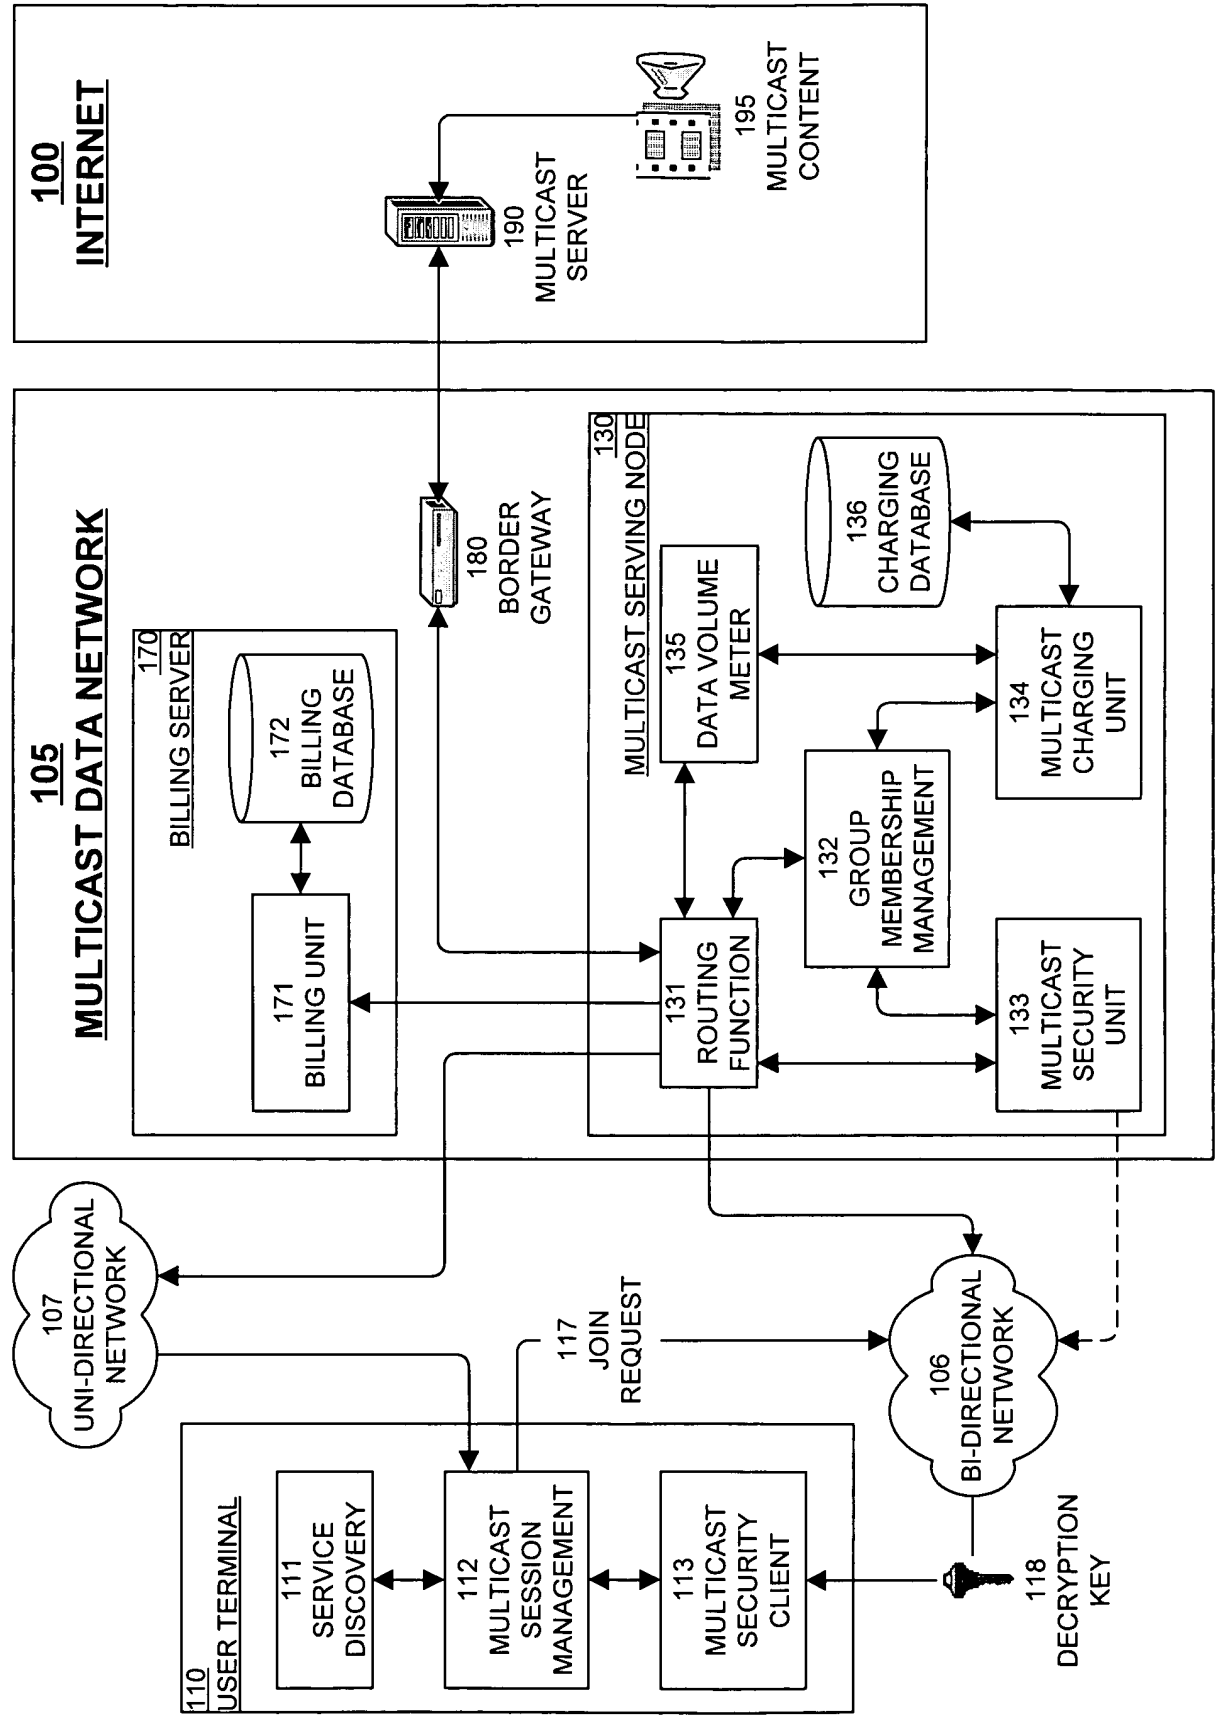 100
INTERNET
190
MULTICAST
SERVER
195
MULTICAST
CONTENT
105
MULTICAST DATA NETWORK
170
BILLING SERVER
171
BILLING UNIT
172
BILLING
DATABASE
180
BORDER
GATEWAY
130
MULTICAST SERVING NODE
131
ROUTING
FUNCTION
135
DATA VOLUME
METER
132
GROUP
MEMBERSHIP
MANAGEMENT
136
CHARGING
DATABASE
133
MULTICAST
SECURITY
UNIT
134
MULTICAST
CHARGING
UNIT
107
UNI-DIRECTIONAL
NETWORK
117
JOIN
REQUEST
106
BI-DIRECTIONAL
NETWORK
110
USER TERMINAL
111
SERVICE
DISCOVERY
112
MULTICAST
SESSION
MANAGEMENT
113
MULTICAST
SECURITY
CLIENT
118
DECRYPTION
KEY